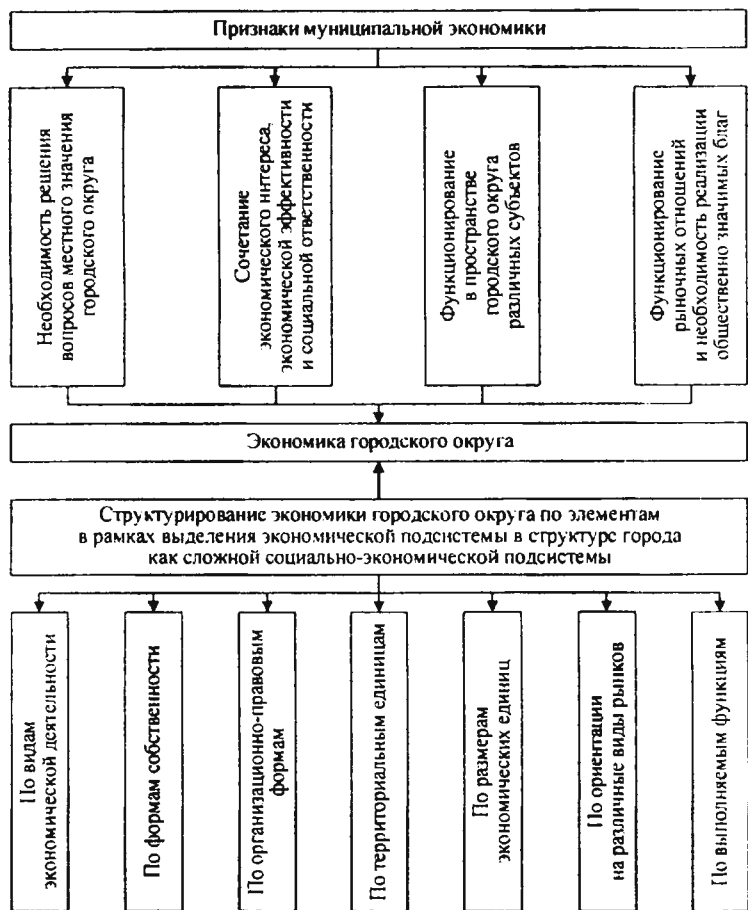 Признаки муниципальной экономики
Необходимость решения
вопросов местного значения
городского округа
Сочетание
экономического нтереса,
экономической эффективности
и социальной ответственности
Функционирование
в пространстве
городского округа
различных субъектов
Функционирование
рыночных отношений
и необходимость реализации
общественно значимых благ
Экономика городского округа
Структурирование экономики городского округа по элементам
в рамках выделения экономической подсистемы в структуре города
как сложной социально-экономической подсистемы
По видам
экономической деятельности
По формам собственности
По организационно-правовым
формам
По территориальным единицам
По размерам
экономических единиц
По ориентации
на различные виды рынков
По выполняемым функциям